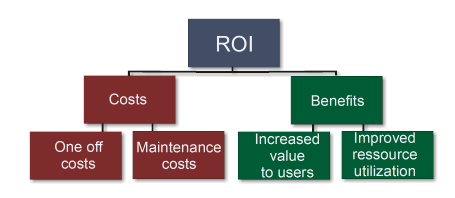 ROI
Costs
Benefits
One off
costs
Maintenance
costs
Increased
value
to users
Improved
ressource
utilization